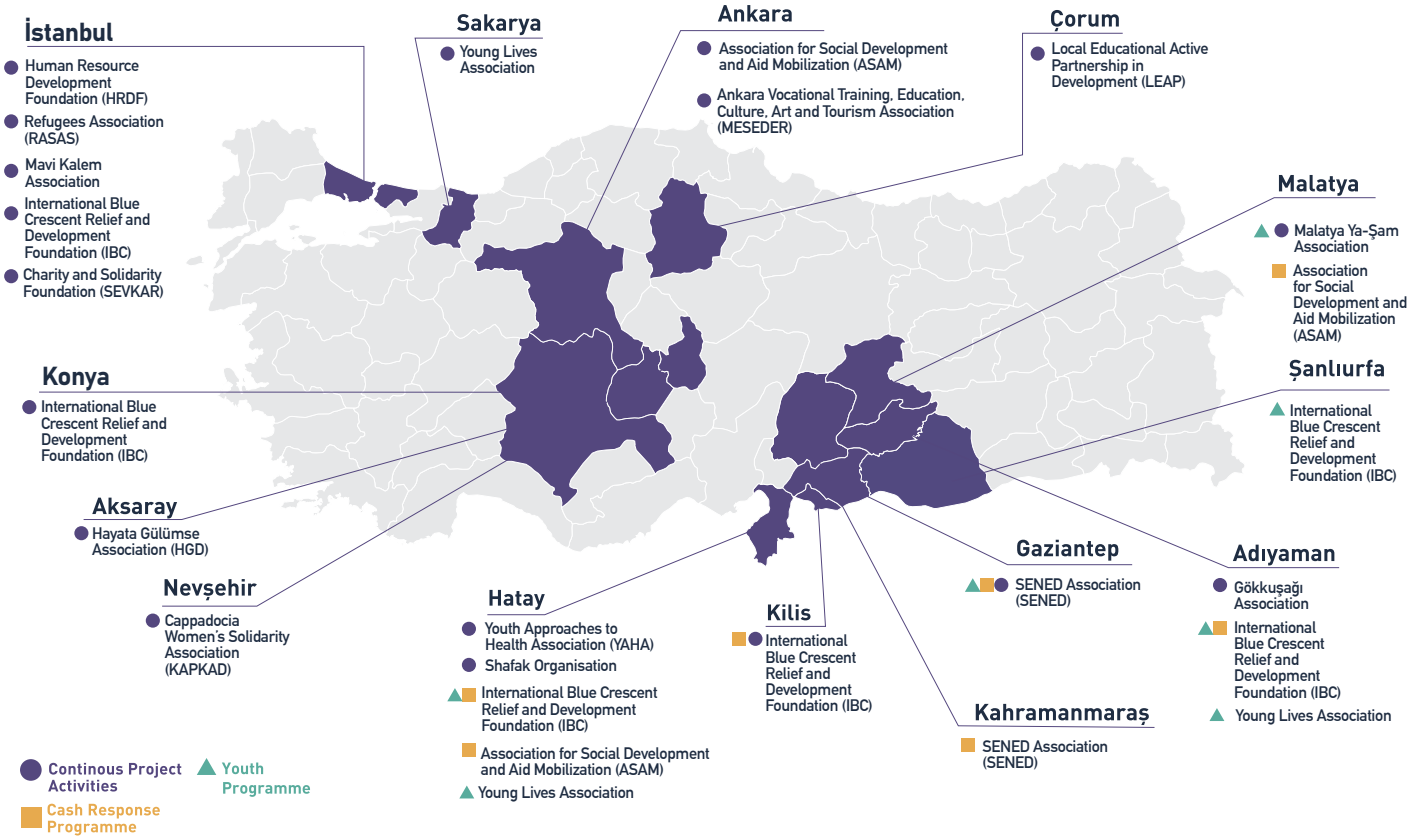 İstanbul
Human Resource
Development
Foundation (HRDF)
Refugees Association
(RASAS)
Mavi Kalem
Association
International Blue
Crescent Relief and
Development
Foundation (IBC)
Charity and Solidarity
Foundation (SEVKAR)
Sakarya
Young Lives
Association
Ankara
Association for Social Development
and Aid Mobilization (ASAM)
Ankara Vocational Training, Education,
Culture, Art and Tourism Association
(MESEDER)
Çorum
Local Educational Active
Partnership in
Development (LEAP)
Malatya
Malatya Ya-Şam
Association
Association
for Social
Development and
Aid Mobilization
(ASAM)
Şanlıurfa
International
Blue Crescent
Relief and
Development
Foundation (IBC)
Konya
International Blue
Crescent Relief and
Development
Foundation (IBC)
Aksaray
Hayata Gülümse
Association (HGD)
Nevşehir
Cappadocia
Women's Solidarity
Association
(KAPKAD)
Hatay
Youth Approaches to
Health Association (YAHA)
Shafak Organisation
International Blue Crescent
Relief and Development
Foundation (IBC)
Association for Social Development
and Aid Mobilization (ASAM)
Young Lives Association
Kilis
International
Blue Crescent
Relief and
Development
Foundation (IBC)
Gaziantep
SENED Association
(SENED)
Kahramanmaraş
SENED Association
(SENED)
Adıyaman
Gökkuşağı
Association
International
Blue Crescent
Relief and
Development
Foundation (IBC)
Young Lives Association
Continous Project
Activities
Youth
Programme
Cash Response
Programme